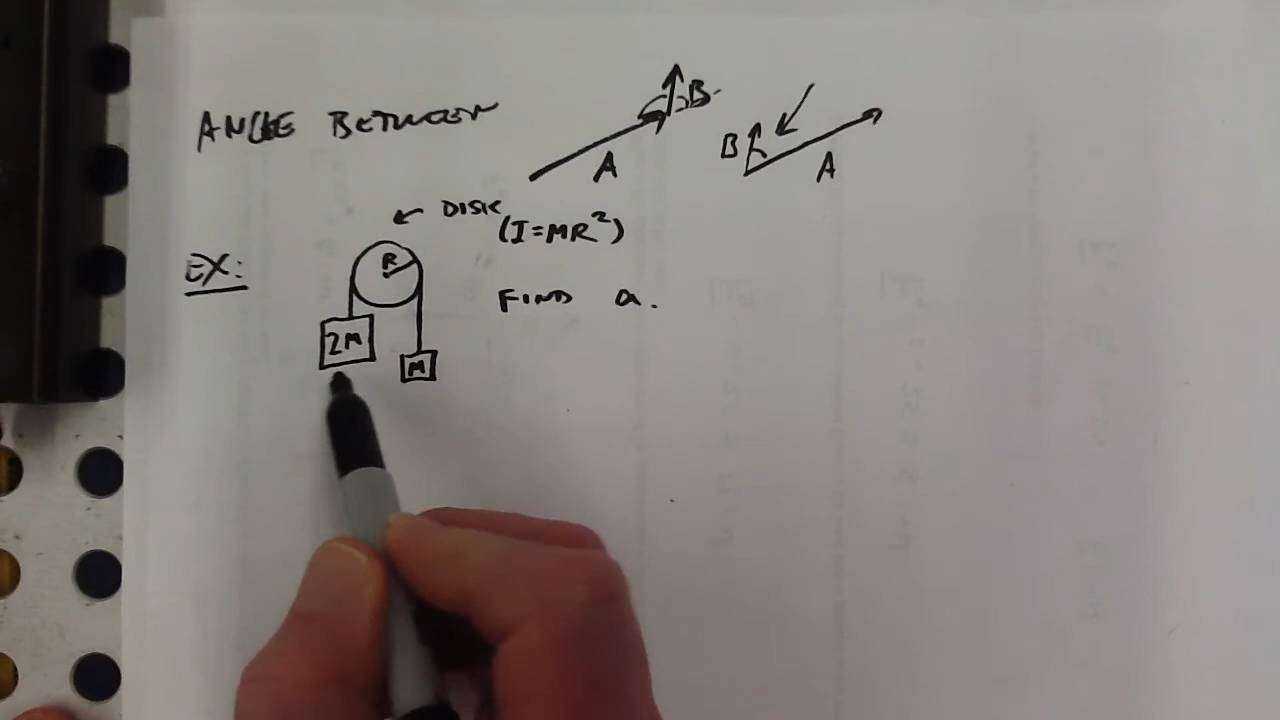 ANGLE BETWEEN
B.
A
B
A
DISK
(I=MR²)
EX:
R
FIND a.
2M
M